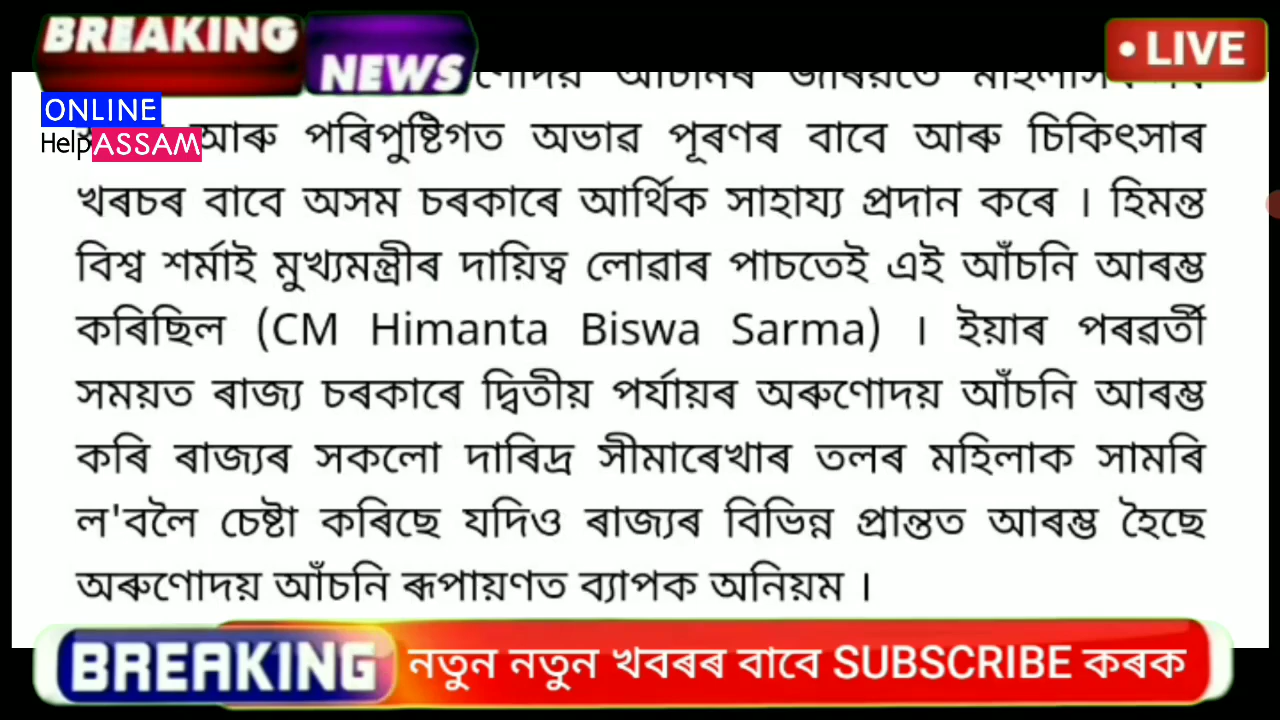 BREAKING NEWS
• LIVE
ONLINE
HelpASSAM
আৰু পৰিপুষ্টিগত অভাৱ পূৰণৰ বাবে আৰু চিকিৎসাৰ
খৰচৰ বাবে অসম চৰকাৰে আৰ্থিক সাহায্য প্ৰদান কৰে । হিমন্ত
বিশ্ব শৰ্মাই মুখ্যমন্ত্ৰীৰ দায়িত্ব লোৱাৰ পাচতেই এই আঁচনি আৰম্ভ
কৰিছিল (CM Himanta Biswa Sarma) । ইয়াৰ পৰৱৰ্তী
সময়ত ৰাজ্য চৰকাৰে দ্বিতীয় পৰ্যায়ৰ অৰুণোদয় আঁচনি আৰম্ভ
কৰি ৰাজ্যৰ সকলো দাৰিদ্ৰ সীমাৰেখাৰ তলৰ মহিলাক সামৰি
ল'বলৈ চেষ্টা কৰিছে যদিও ৰাজ্যৰ বিভিন্ন প্ৰান্তত আৰম্ভ হৈছে
অৰুণোদয় আঁচনি ৰূপায়ণত ব্যাপক অনিয়ম ।
BREAKING নতুন নতুন খবৰৰ বাবে SUBSCRIBE কৰক